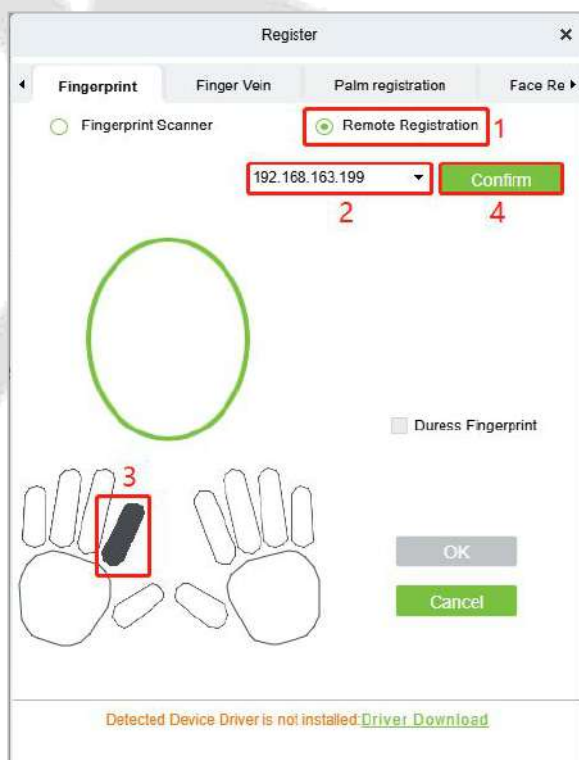 Register ×
Fingerprint Finger Vein Palm registration Face Re
Fingerprint Scanner Remote Registration 1
192.168.163.199 Confirm
2 4
Duress Fingerprint
3
OK
Cancel
Detected Device Driver is not installed:Driver Download